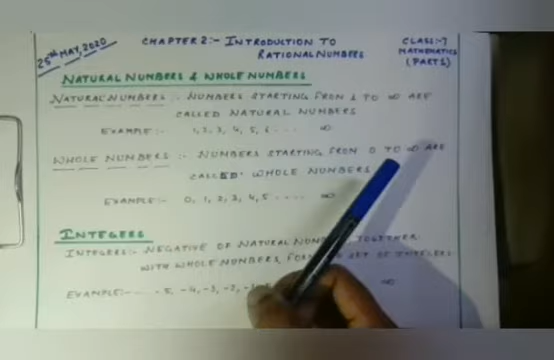 25TH MAY, 2020
CHAPTER 2:- INTRODUCTION TO
RATIONAL NUMBERS
CLASS:-7
MATHEMATICS
(PART 1)
NATURAL NUMBERS & WHOLE NUMBERS
NATURAL NUMBERS :- NUMBERS STARTING FROM 1 TO ∞ ARE
CALLED NATURAL NUMBERS
EXAMPLE:- 1, 2, 3, 4, 5, 6 .... ∞
WHOLE NUMBERS :- NUMBERS STARTING FROM 0 TO ∞ ARE
CALLED WHOLE NUMBERS
EXAMPLE:- 0, 1, 2, 3, 4, 5 ..... ∞
INTEGERS
INTEGERS:- NEGATIVE OF NATURAL TOGETHER
WITH WHOLE NUMBERS, SET OF INTEGERS
EXAMPLE:- ..... -5, -4, -3, -2, ∞